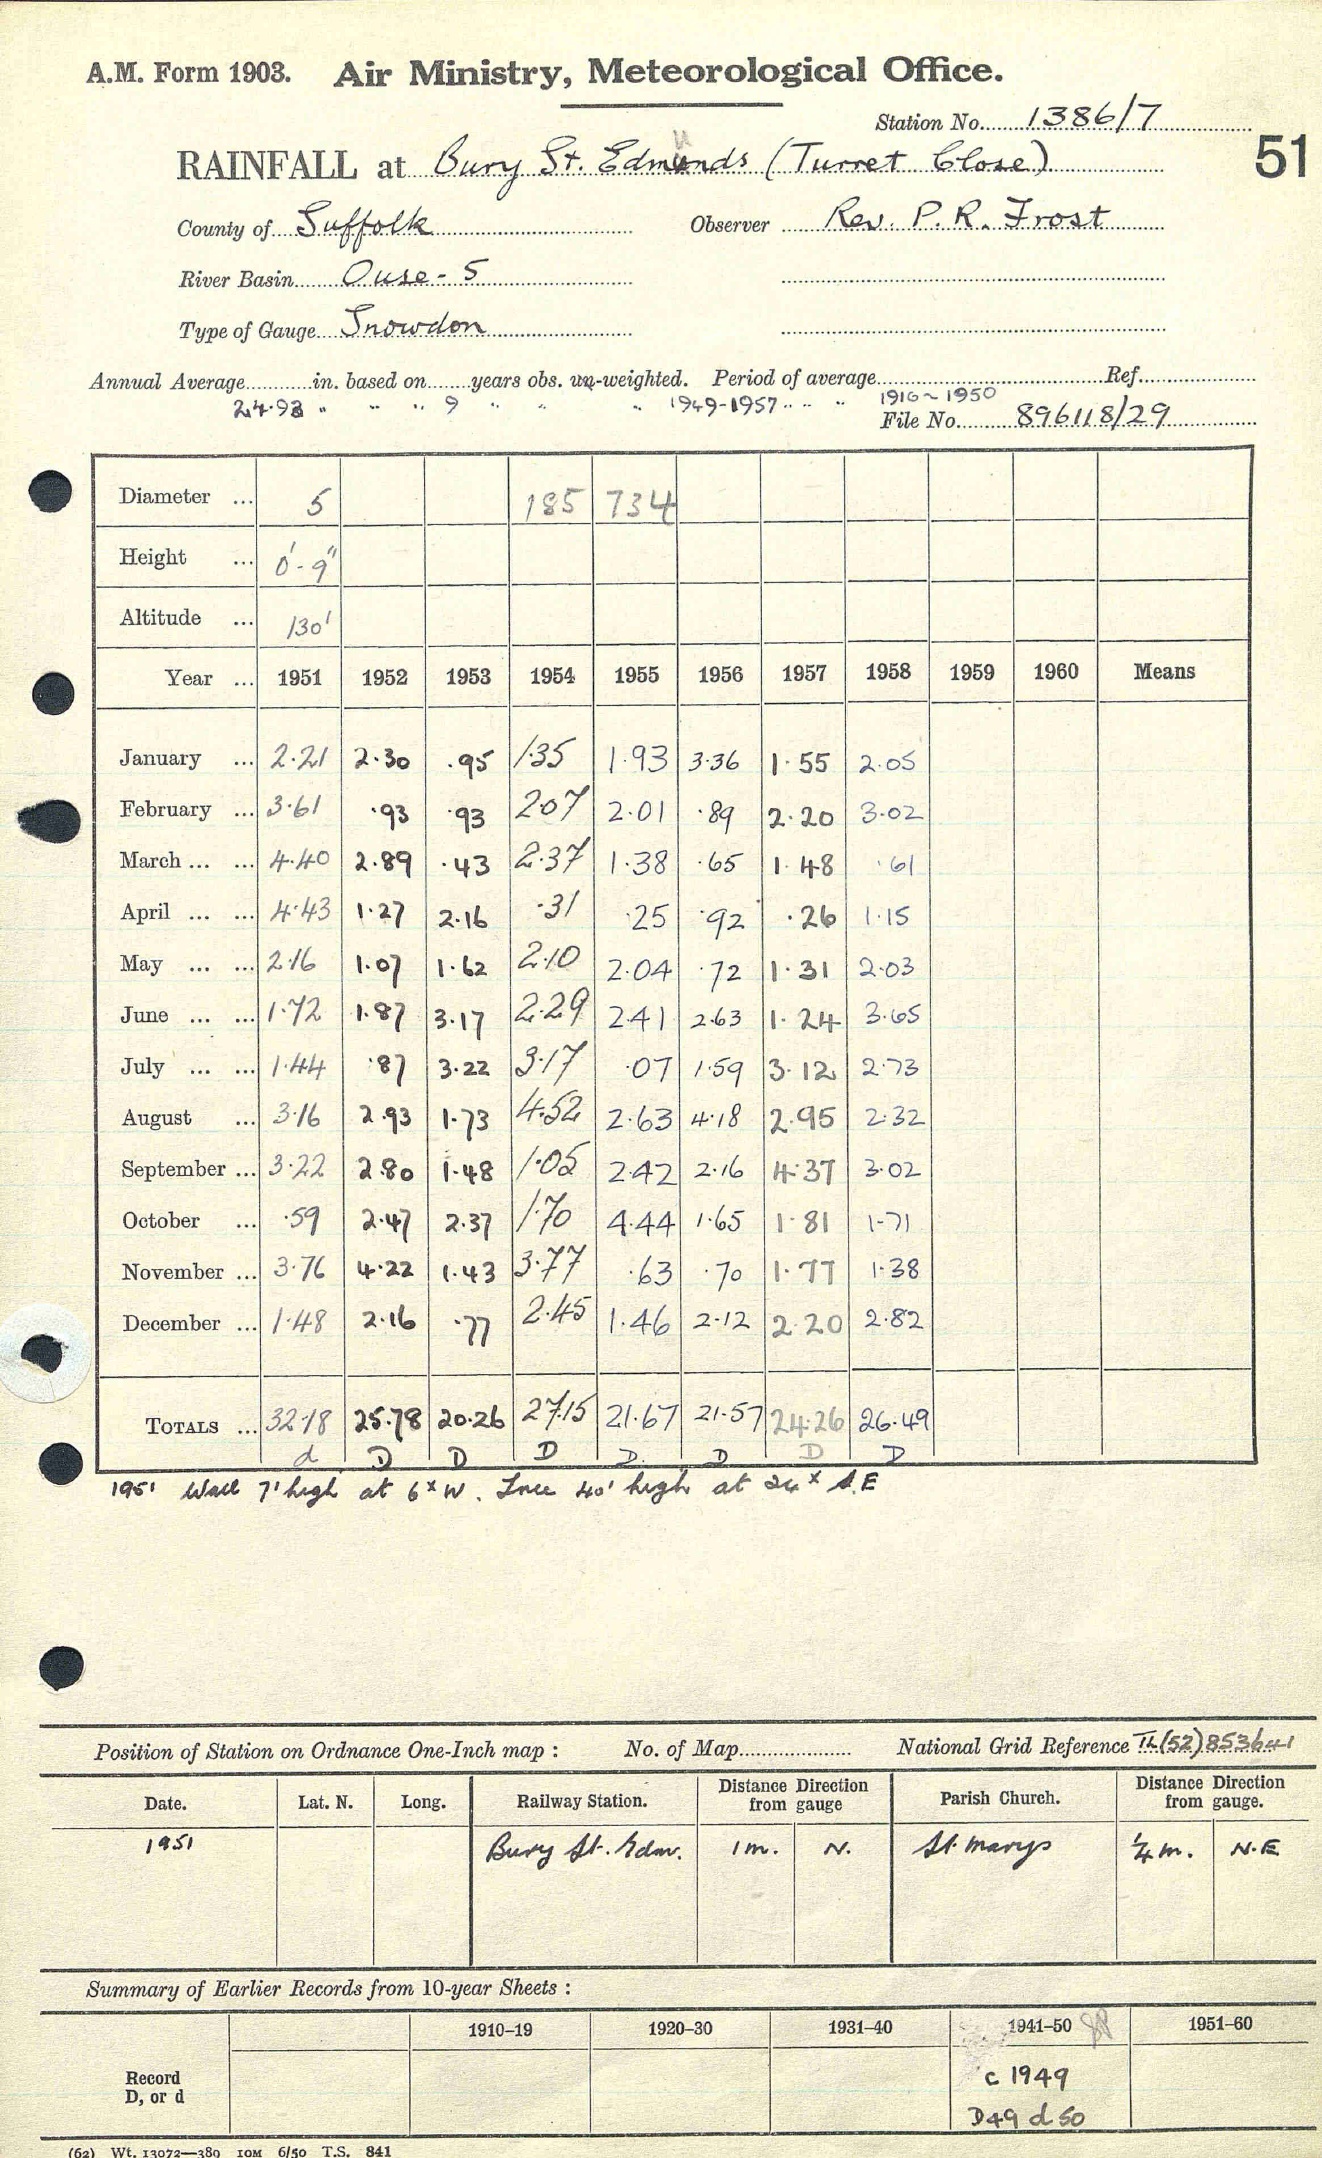 A.M. Form 1903. Air Ministry, Meteorological Office.
Station No. 1386/7
RAINFALL at Bury St. Edmunds (Turret Close) 51
u
County of Suffolk Observer Rev. P. R. Frost
River Basin Ouse - 5
Type of Gauge Snowdon
Annual Average in. based on years obs. un-weighted. Period of average Ref.
24.93 " " " 9 " " " 1949-1957 " " " 1916-1950
File No. 896118/29
Diameter ... 5 185 734
Height ... 0'-9"
Altitude ... 130'
Year ... 1951 1952 1953 1954 1955 1956 1957 1958 1959 1960 Means
January ... 2.21 2.30 .95 1.35 1.93 3.36 1.55 2.05
February ... 3.61 .93 .93 2.07 2.01 .89 2.20 3.02
March ... ... 4.40 2.89 .43 2.37 1.38 .65 1.48 .61
April ... ... 4.43 1.27 2.16 .31 .25 .92 .26 1.15
May ... ... 2.16 1.07 1.62 2.10 2.04 .72 1.31 2.03
June ... ... 1.72 1.87 3.17 2.29 2.41 2.63 1.24 3.65
July ... ... 1.44 .87 3.22 3.17 .07 1.59 3.12 2.73
August ... 3.16 2.93 1.73 4.52 2.63 4.18 2.95 2.32
September ... 3.22 2.80 1.48 1.05 2.42 2.16 4.37 3.02
October ... .59 2.47 2.37 1.70 4.44 1.65 1.81 1.71
November ... 3.76 4.22 1.43 3.77 .63 .70 1.77 1.38
December ... 1.48 2.16 .77 2.45 1.46 2.12 2.20 2.82
TOTALS ... 32.18 25.78 20.26 27.15 21.67 21.57 24.26 26.49
d D D D D D D D
1951 Wall 7' high at 6x W. Tree 40' high at 24x S.E
Position of Station on Ordnance One-Inch map : No. of Map National Grid Reference TL(52)853641
Date. Lat. N. Long. Railway Station. Distance from gauge Direction Parish Church. Distance from gauge. Direction
1951 Bury St. Edm. 1 m. N. St. Marys ¼ m. N.E
Summary of Earlier Records from 10-year Sheets :
1910–19 1920–30 1931–40 1941–50 1951–60
Record c 1949
D, or d D49 d 50
(62) Wt. 13072—389 10M 6/50 T.S. 841